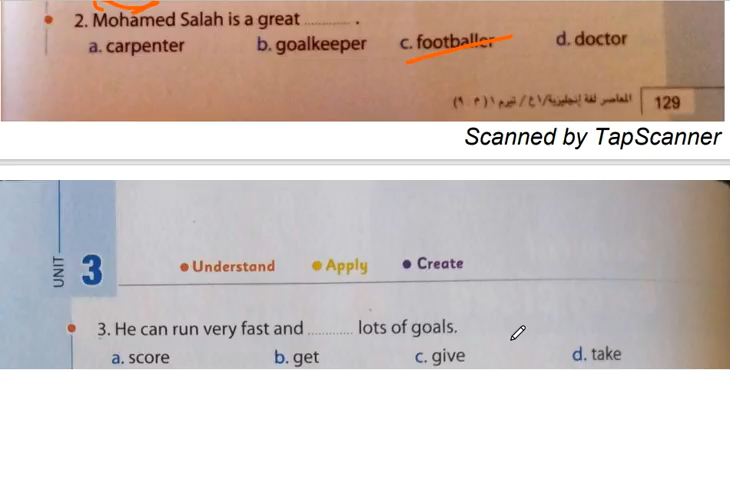 2. Mohamed Salah is a great ............ .
a. carpenter b. goalkeeper c. footballer d. doctor
129
Scanned by TapScanner
UNIT 3
Understand Apply Create
3. He can run very fast and ............ lots of goals.
a. score b. get c. give d. take